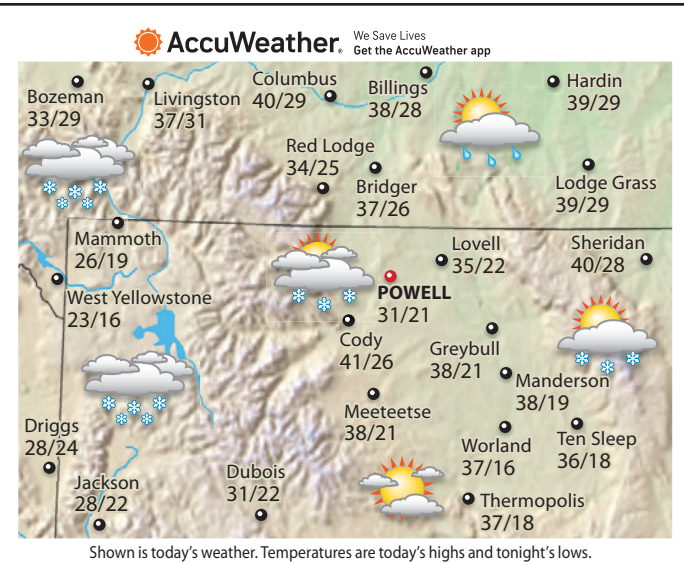 AccuWeather.
We Save Lives
Get the AccuWeather app
Bozeman
33/29
Livingston
37/31
Columbus
40/29
Billings
38/28
Hardin
39/29
Red Lodge
34/25
Bridger
37/26
Lodge Grass
39/29
Mammoth
26/19
Lovell
35/22
Sheridan
40/28
West Yellowstone
23/16
POWELL
31/21
Cody
41/26
Greybull
38/21
Manderson
38/19
Meeteetse
38/21
Driggs
28/24
Worland
37/16
Ten Sleep
36/18
Jackson
28/22
Dubois
31/22
Thermopolis
37/18
Shown is today's weather. Temperatures are today's highs and tonight's lows.